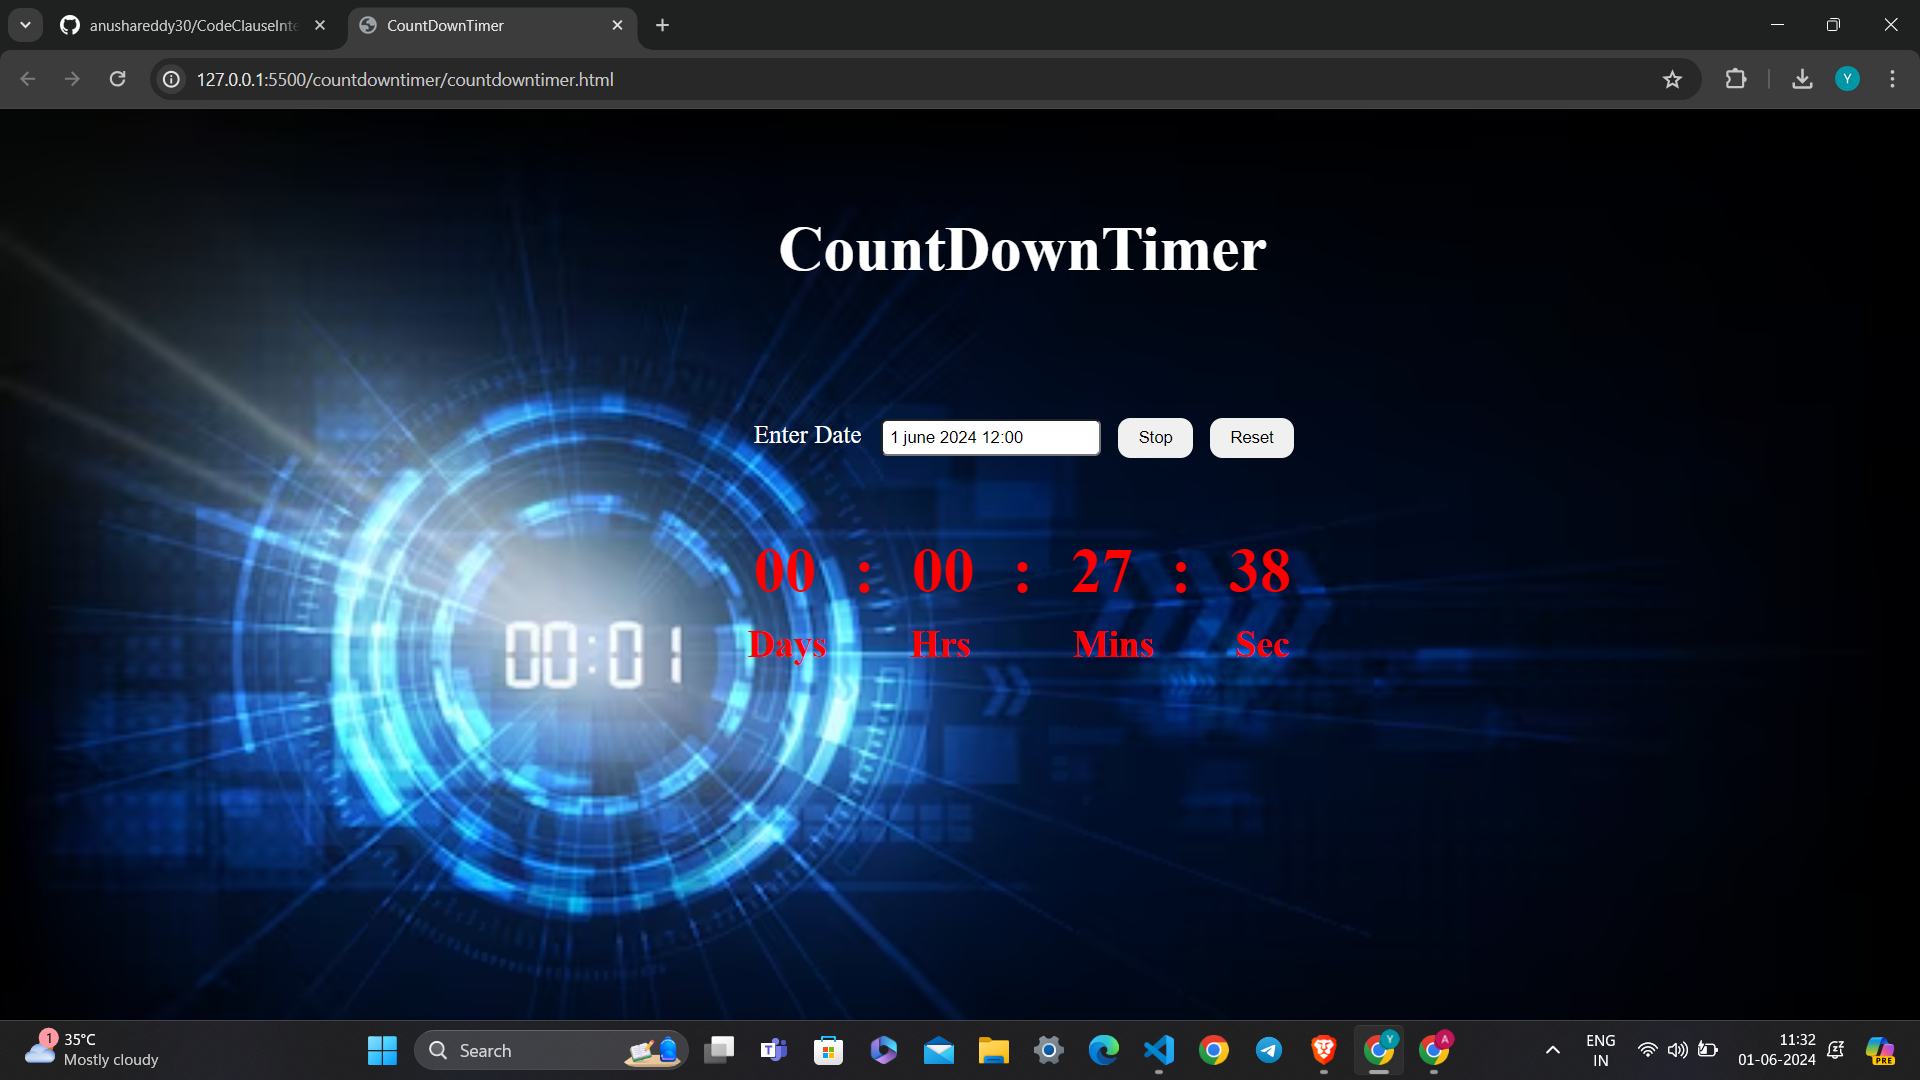 anushareddy30/CodeClauseInte
CountDownTimer
127.0.0.1:5500/countdowntimer/countdowntimer.html
Y
CountDownTimer
Enter Date 1 june 2024 12:00 Stop Reset
00 : 00 : 27 : 38
Days Hrs Mins Sec
00:01
1
35°C
Mostly cloudy
Search
T
Y
A
ENG
IN
11:32
01-06-2024
PRE